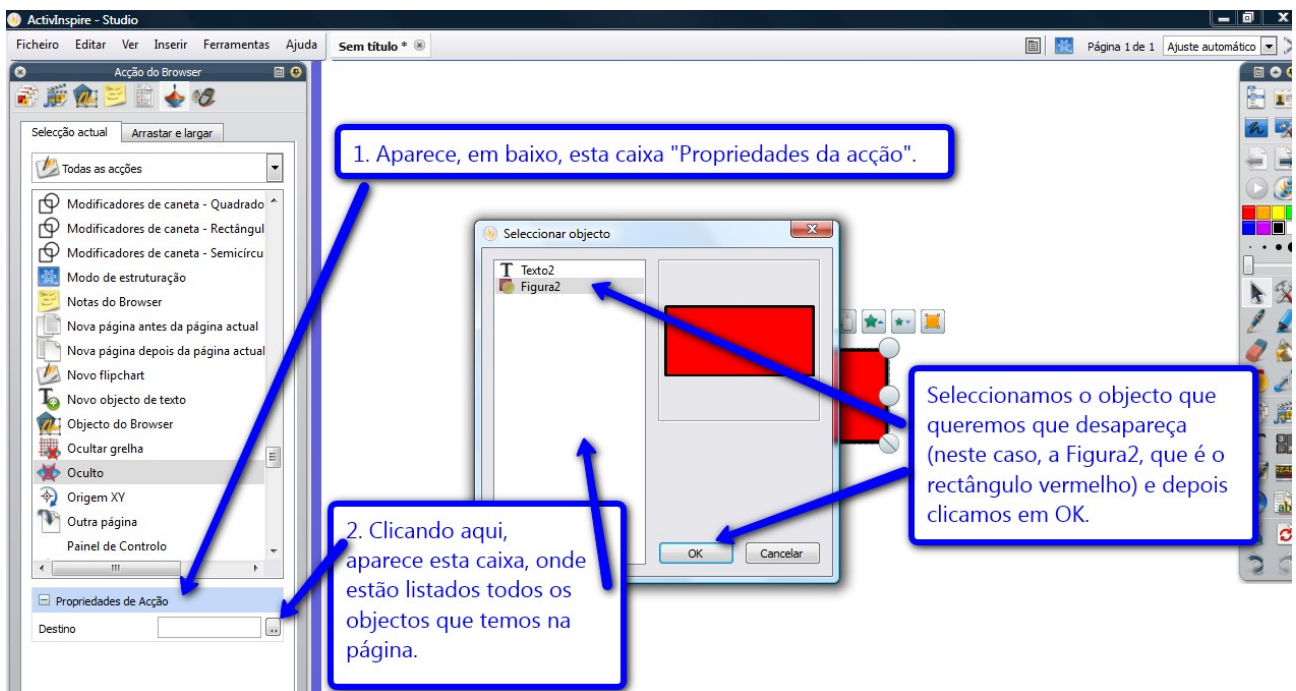 ActivInspire - Studio
Ficheiro Editar Ver Inserir Ferramentas Ajuda
Sem título *
Página 1 de 1 Ajuste automático
Acção do Browser
Selecção actual Arrastar e largar
Todas as acções
Modificadores de caneta - Quadrado
Modificadores de caneta - Rectângul
Modificadores de caneta - Semicírcu
Modo de estruturação
Notas do Browser
Nova página antes da página actual
Nova página depois da página actual
Novo flipchart
Novo objecto de texto
Objecto do Browser
Ocultar grelha
Oculto
Origem XY
Outra página
Painel de Controlo
Propriedades de Acção
Destino
..
1. Aparece, em baixo, esta caixa "Propriedades da acção".
Seleccionar objecto
Texto2
Figura2
OK Cancelar
2. Clicando aqui,
aparece esta caixa, onde
estão listados todos os
objectos que temos na
página.
Seleccionamos o objecto que
queremos que desapareça
(neste caso, a Figura2, que é o
rectângulo vermelho) e depois
clicamos em OK.